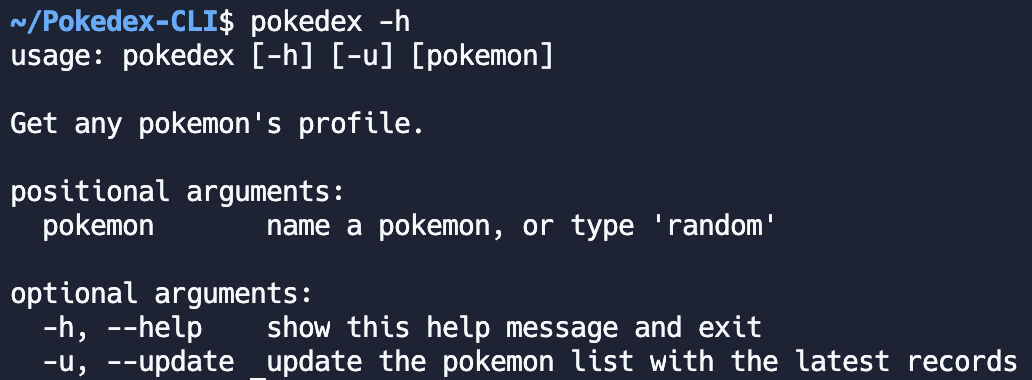 ~/Pokedex-CLI$ pokedex -h
usage: pokedex [-h] [-u] [pokemon]
Get any pokemon's profile.
positional arguments:
pokemon name a pokemon, or type 'random'
optional arguments:
-h, --help show this help message and exit
-u, --update update the pokemon list with the latest records